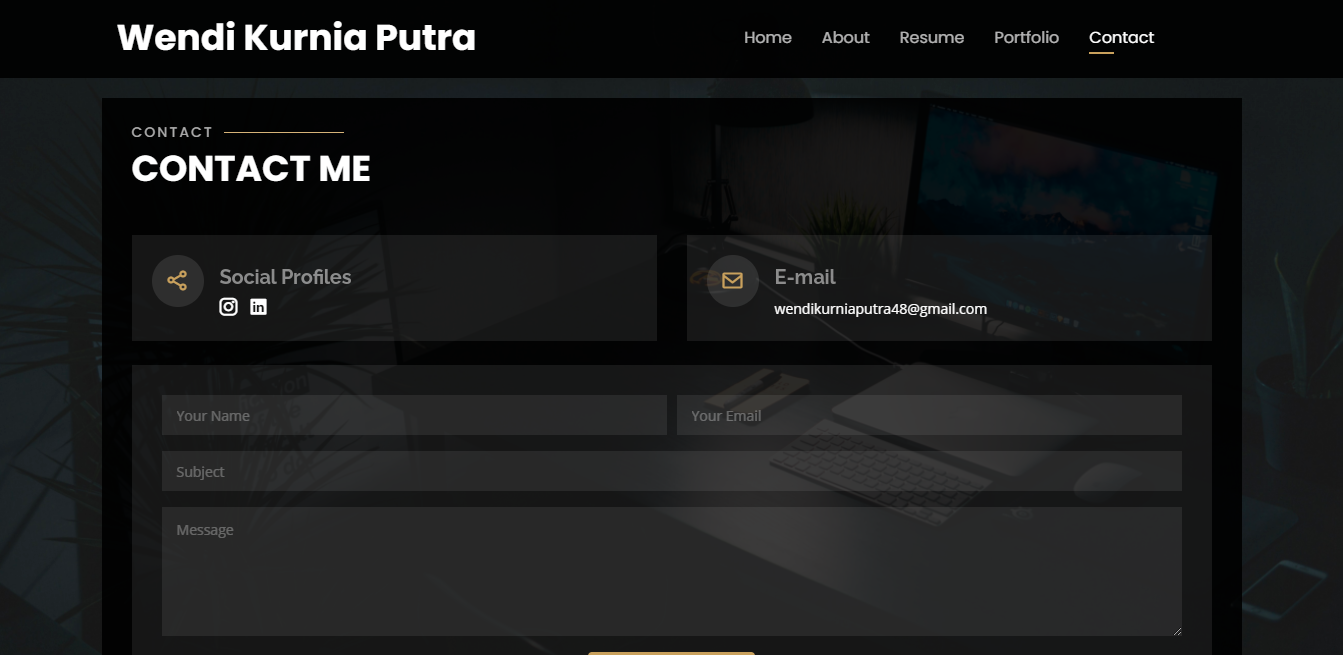 Wendi Kurnia Putra
Home About Resume Portfolio Contact
CONTACT
CONTACT ME
Social Profiles
E-mail
wendikurniaputra48@gmail.com
Your Name
Your Email
Subject
Message